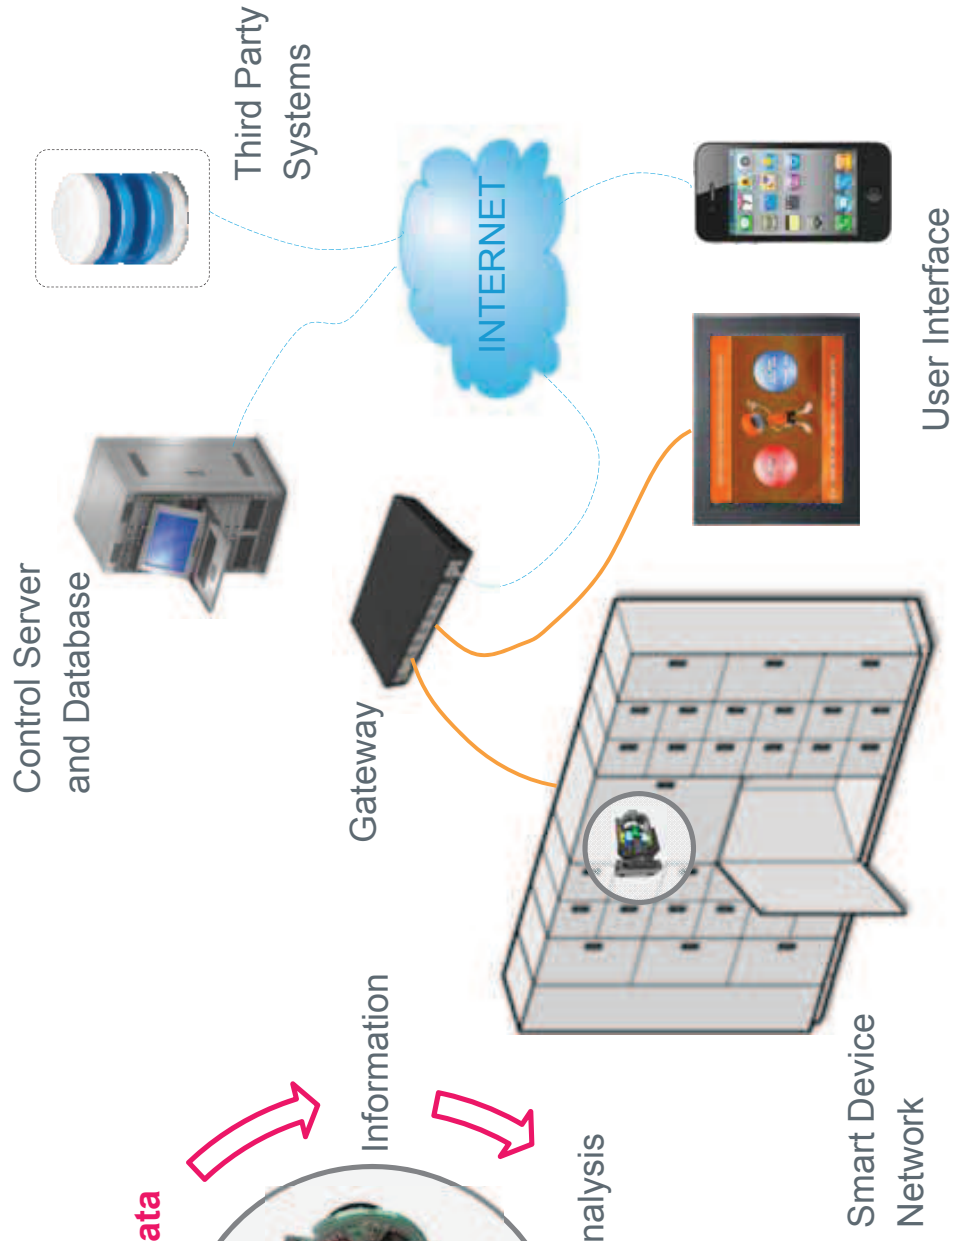 Third Party
Systems
Control Server
and Database
INTERNET
Gateway
User Interface
Smart Device
Network
ata
Information
nalysis